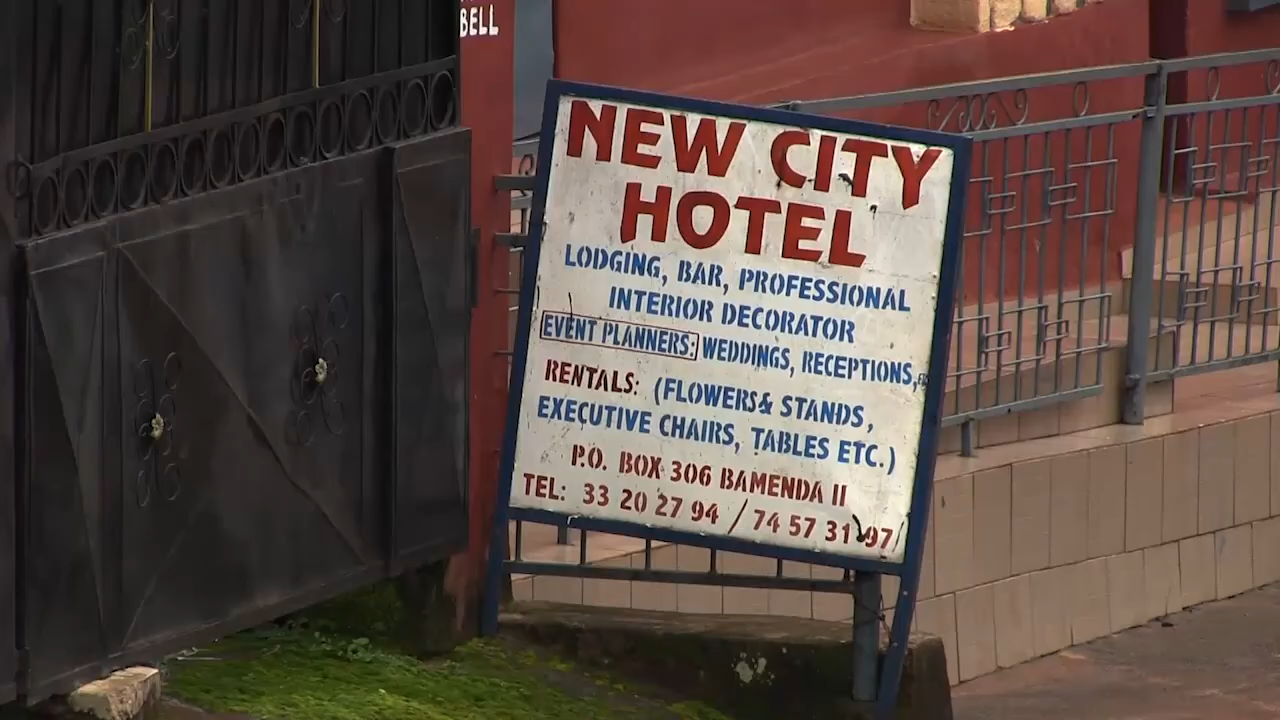 BELL
NEW CITY
HOTEL
LODGING, BAR, PROFESSIONAL
INTERIOR DECORATOR
EVENT PLANNERS: WEDDINGS, RECEPTIONS,
RENTALS: (FLOWERS & STANDS,
EXECUTIVE CHAIRS, TABLES ETC.)
P.O. BOX 306 BAMENDA II
TEL: 33 20 27 94 / 74 57 31 97/